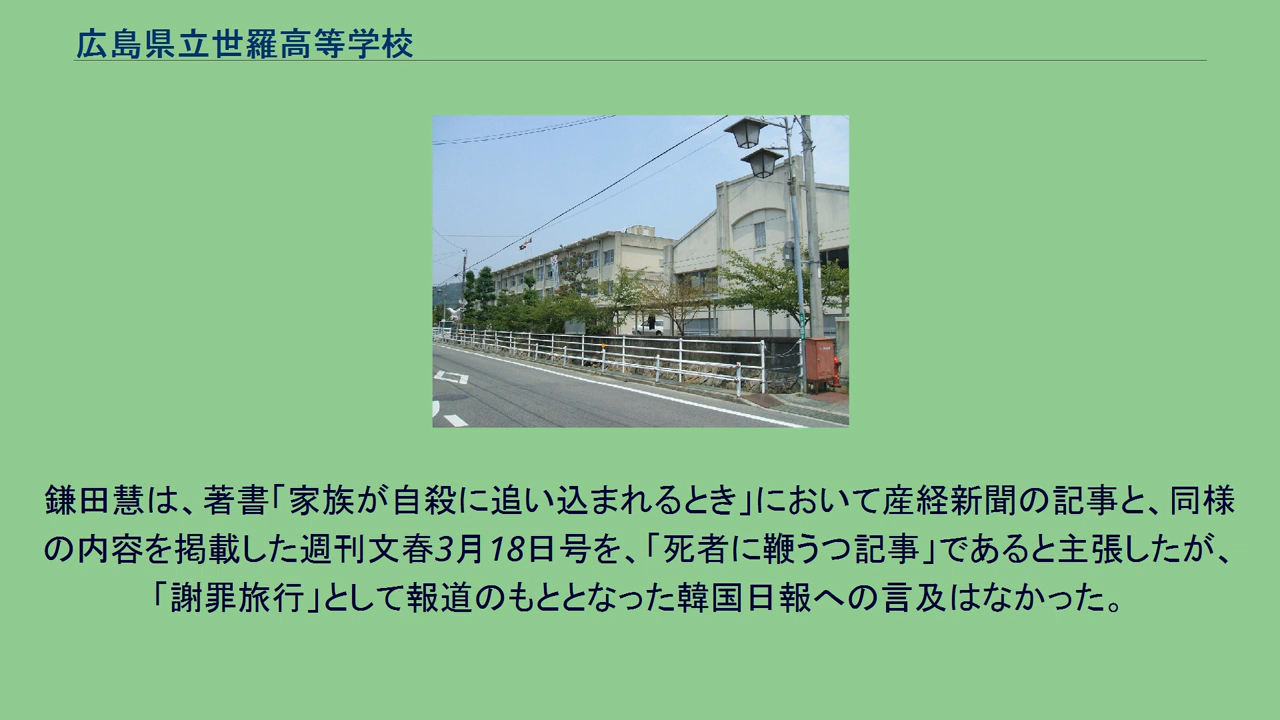 広島県立世羅高等学校
鎌田慧は、著書「家族が自殺に追い込まれるとき」において産経新聞の記事と、同様
の内容を掲載した週刊文春3月18日号を、「死者に鞭うつ記事」であると主張したが、
「謝罪旅行」として報道のもととなった韓国日報への言及はなかった。